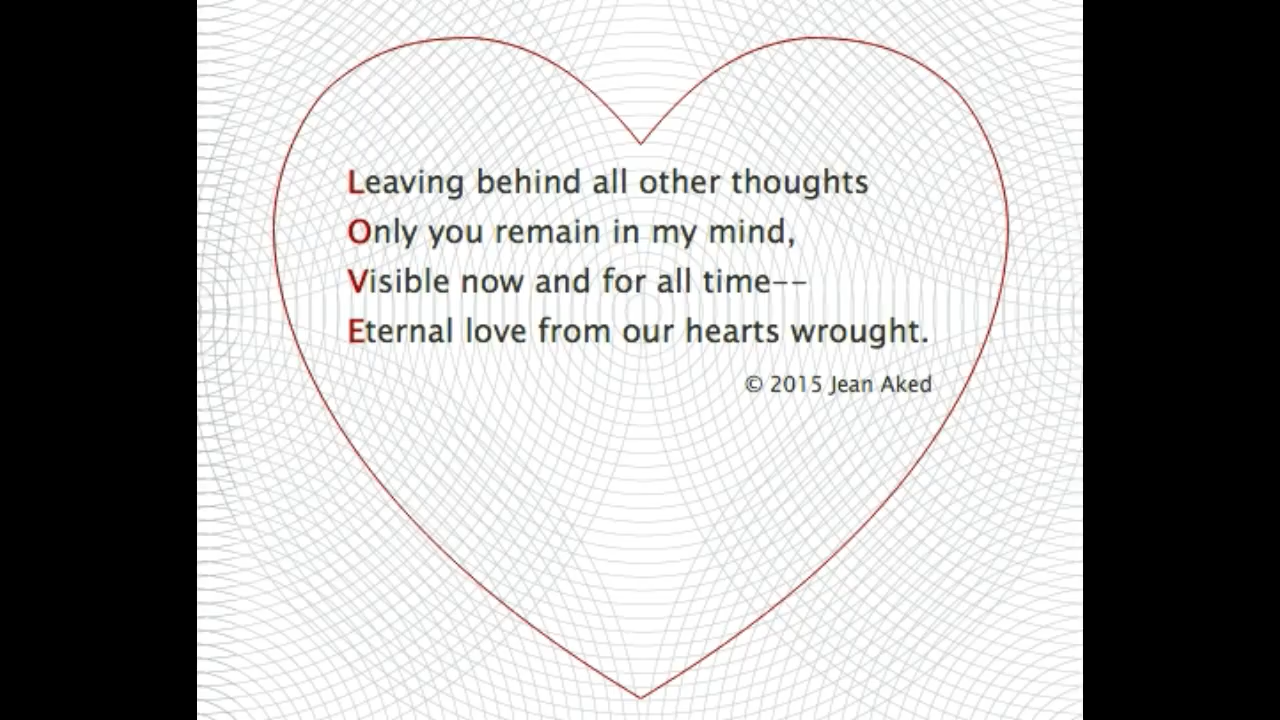 Leaving behind all other thoughts
Only you remain in my mind,
Visible now and for all time--
Eternal love from our hearts wrought.
© 2015 Jean Aked